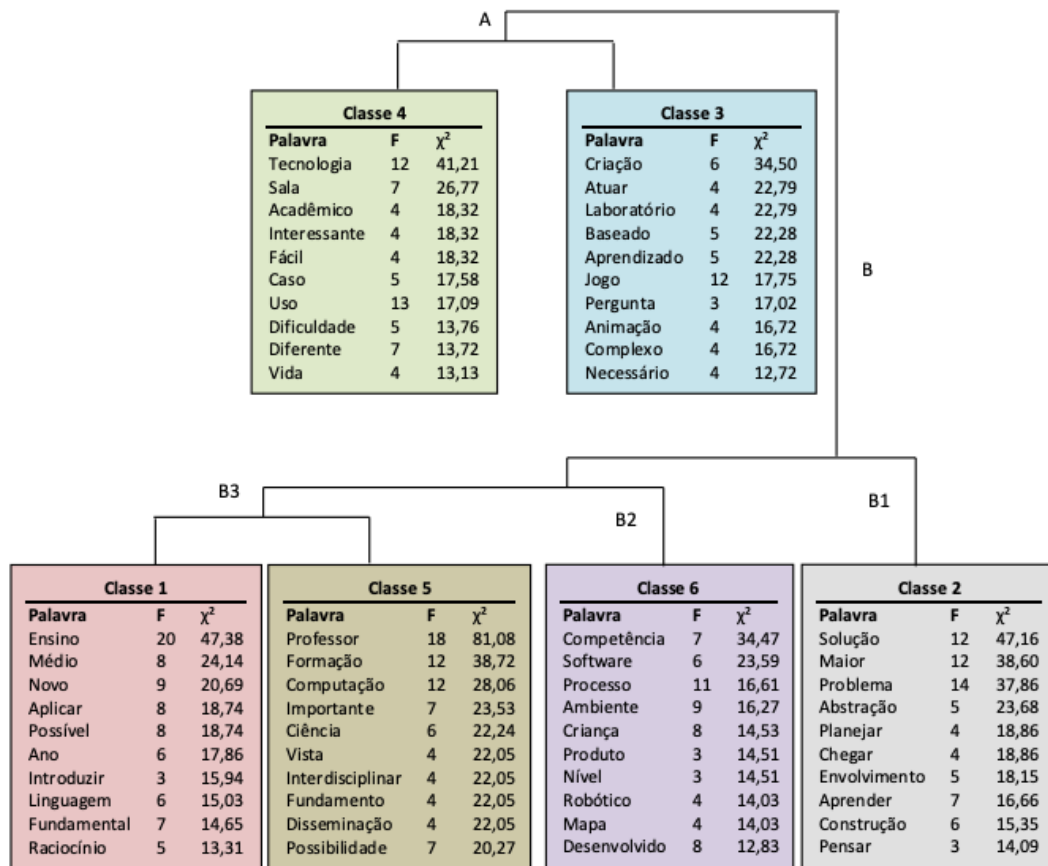 A
Classe 4
Palavra F χ²
Tecnologia 12 41,21
Sala 7 26,77
Acadêmico 4 18,32
Interessante 4 18,32
Fácil 4 18,32
Caso 5 17,58
Uso 13 17,09
Dificuldade 5 13,76
Diferente 7 13,72
Vida 4 13,13
Classe 3
Palavra F χ²
Criação 6 34,50
Atuar 4 22,79
Laboratório 4 22,79
Baseado 5 22,28
Aprendizado 5 22,28
Jogo 12 17,75
Pergunta 3 17,02
Animação 4 16,72
Complexo 4 16,72
Necessário 4 12,72
B
B3
B2
B1
Classe 1
Palavra F χ²
Ensino 20 47,38
Médio 8 24,14
Novo 9 20,69
Aplicar 8 18,74
Possível 8 18,74
Ano 6 17,86
Introduzir 3 15,94
Linguagem 6 15,03
Fundamental 7 14,65
Raciocínio 5 13,31
Classe 5
Palavra F χ²
Professor 18 81,08
Formação 12 38,72
Computação 12 28,06
Importante 7 23,53
Ciência 6 22,24
Vista 4 22,05
Interdisciplinar 4 22,05
Fundamento 4 22,05
Disseminação 4 22,05
Possibilidade 7 20,27
Classe 6
Palavra F χ²
Competência 7 34,47
Software 6 23,59
Processo 11 16,61
Ambiente 9 16,27
Criança 8 14,53
Produto 3 14,51
Nível 3 14,51
Robótico 4 14,03
Mapa 4 14,03
Desenvolvido 8 12,83
Classe 2
Palavra F χ²
Solução 12 47,16
Maior 12 38,60
Problema 14 37,86
Abstração 5 23,68
Planejar 4 18,86
Chegar 4 18,86
Envolvimento 5 18,15
Aprender 7 16,66
Construção 6 15,35
Pensar 3 14,09